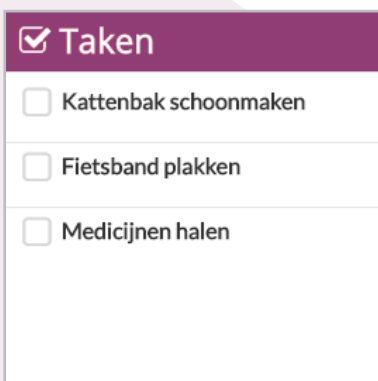 Taken
Kattenbak schoonmaken
Fietsband plakken
Medicijnen halen